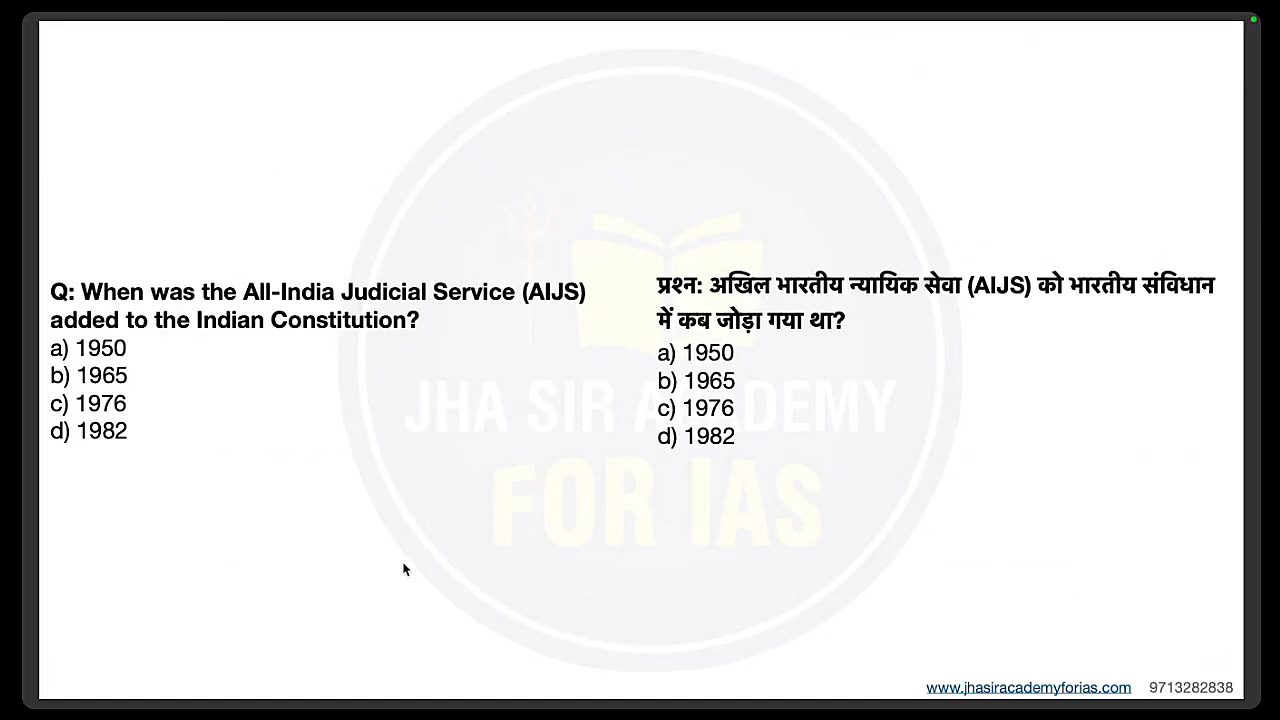 Q: When was the All-India Judicial Service (AIJS)
added to the Indian Constitution?
a) 1950
b) 1965
c) 1976
d) 1982
प्रश्न: अखिल भारतीय न्यायिक सेवा (AIJS) को भारतीय संविधान
में कब जोड़ा गया था?
a) 1950
b) 1965
c) 1976
d) 1982
JHA SIR ACADEMY
FOR IAS
www.jhasiracademyforias.com 9713282838